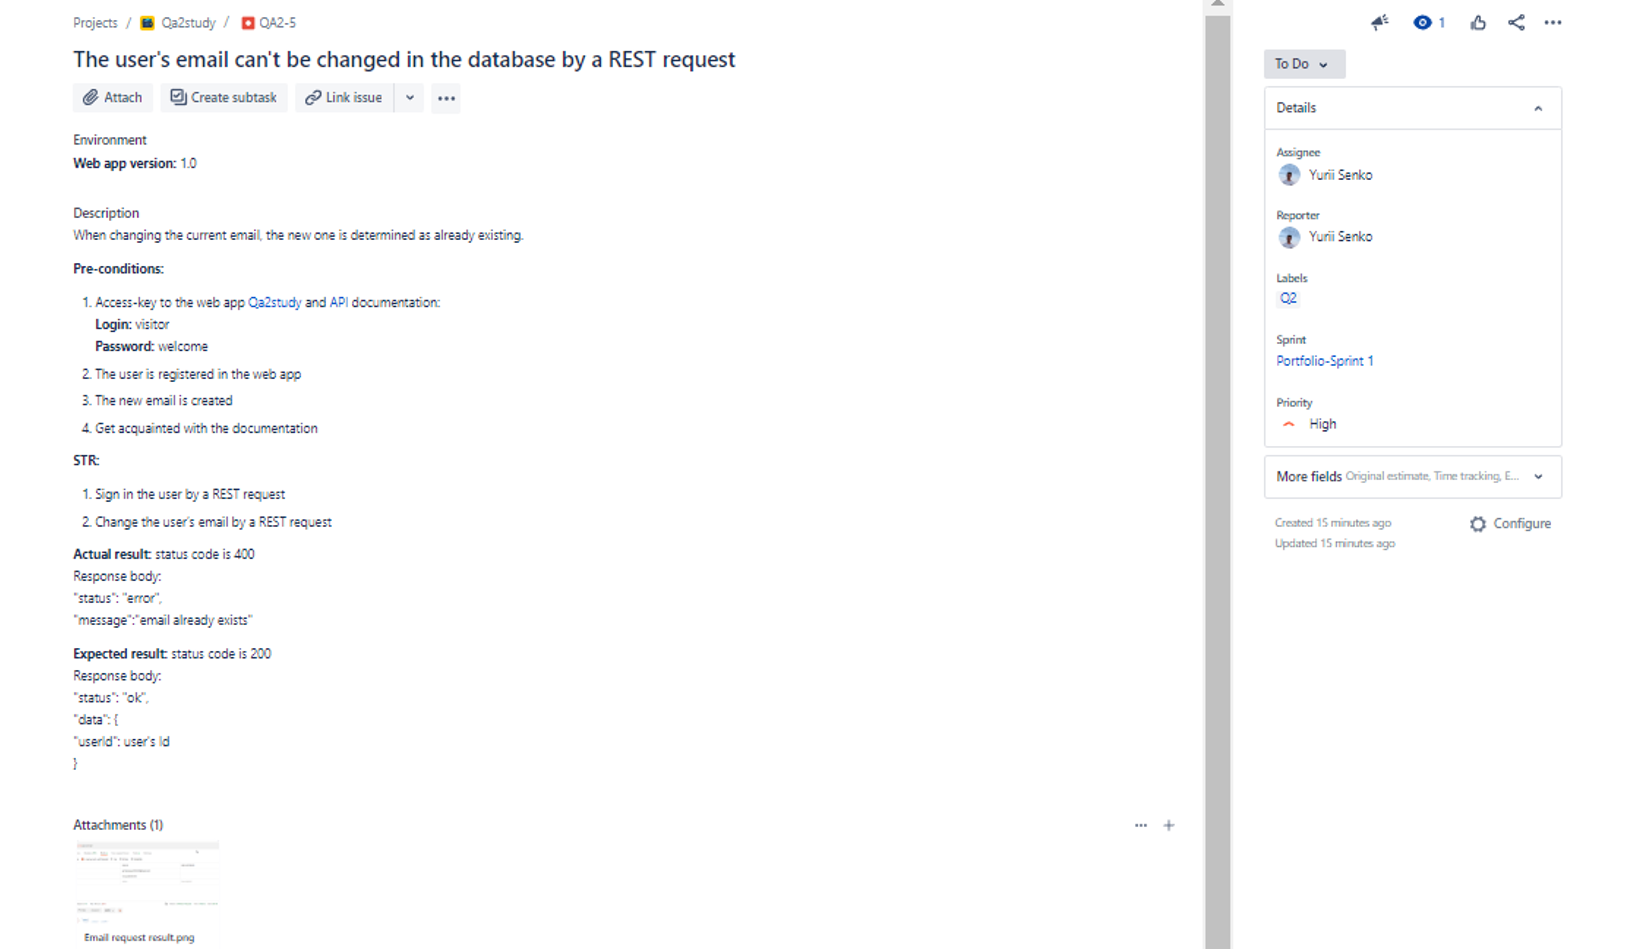 Projects / Qa2study / QA2-5
1
The user's email can't be changed in the database by a REST request
To Do
Attach Create subtask Link issue
Details
Environment
Web app version: 1.0
Assignee
Yurii Senko
Description
When changing the current email, the new one is determined as already existing.
Reporter
Yurii Senko
Pre-conditions:
Labels
Q2
1. Access-key to the web app Qa2study and API documentation:
Login: visitor
Password: welcome
2. The user is registered in the web app
3. The new email is created
4. Get acquainted with the documentation
Sprint
Portfolio-Sprint 1
Priority
High
STR:
1. Sign in the user by a REST request
2. Change the user's email by a REST request
More fields Original estimate, Time tracking, E...
Created 15 minutes ago
Configure
Updated 15 minutes ago
Actual result: status code is 400
Response body:
"status": "error",
"message":"email already exists"
Expected result: status code is 200
Response body:
"status": "ok",
"data": {
"userId": user's Id
}
Attachments (1)
Email request result.png